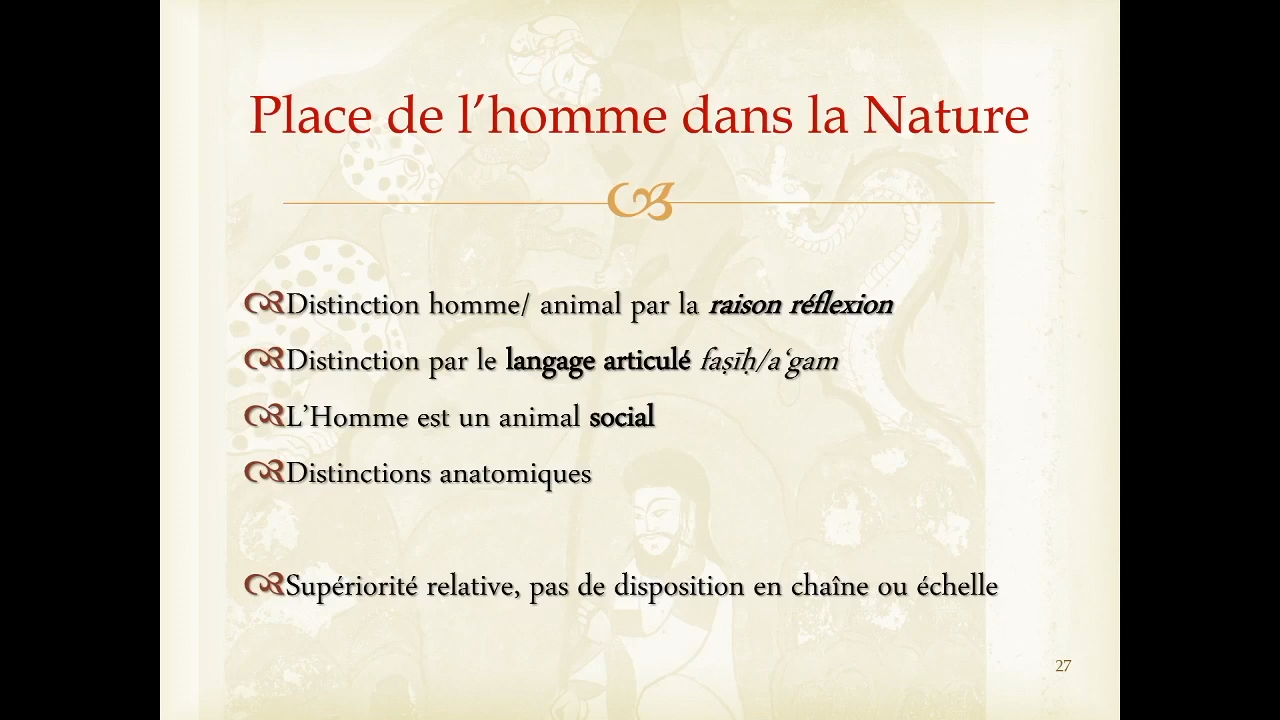 Place de l’homme dans la Nature
Distinction homme/ animal par la raison réflexion
Distinction par le langage articulé faṣīḥ/a‘gam
L’Homme est un animal social
Distinctions anatomiques
Supériorité relative, pas de disposition en chaîne ou échelle
27